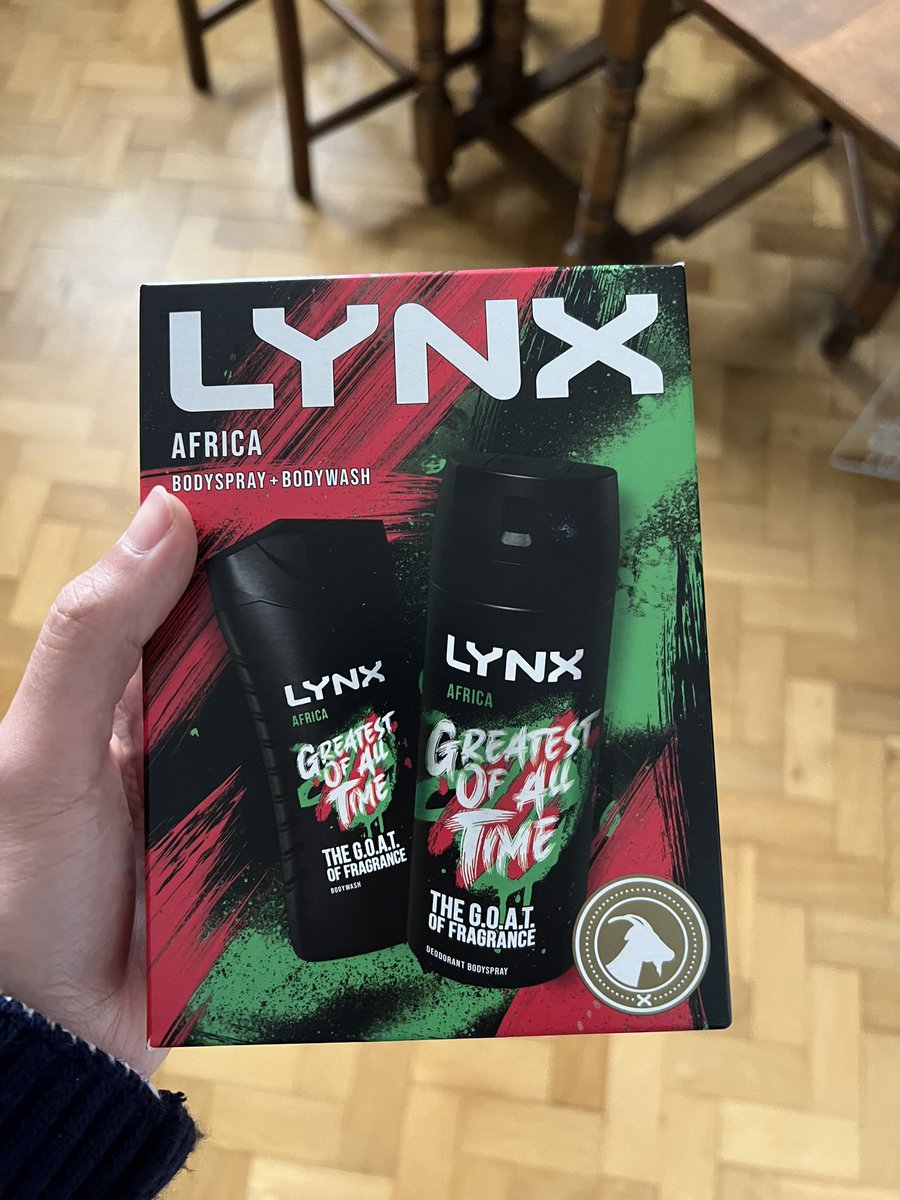 LYNX
AFRICA
BODYSPRAY + BODYWASH
LYNX
AFRICA
GREATEST
OF ALL
TIME
THE G.O.A.T.
OF FRAGRANCE
BODYWASH
LYNX
AFRICA
GREATEST
OF ALL
TIME
THE G.O.A.T.
OF FRAGRANCE
DEODORANT BODYSPRAY